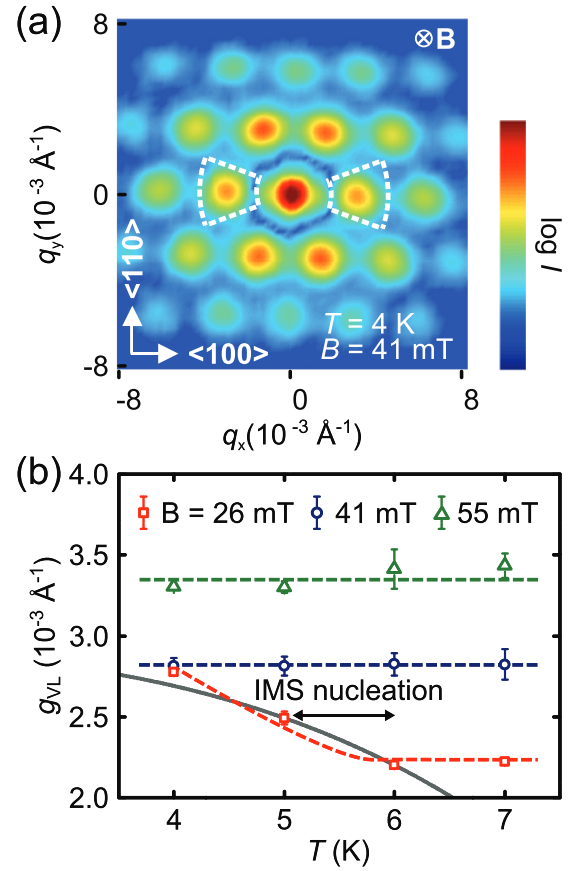 (a)
8
⊗B
q_y(10⁻³ Å⁻¹)
0
<110>
T = 4 K
<100>
B = 41 mT
-8
-8
0
8
q_x(10⁻³ Å⁻¹)
log I
(b)
4.0
B = 26 mT
41 mT
55 mT
3.5
g_VL (10⁻³ Å⁻¹)
3.0
IMS nucleation
2.5
2.0
4
5
6
7
T (K)